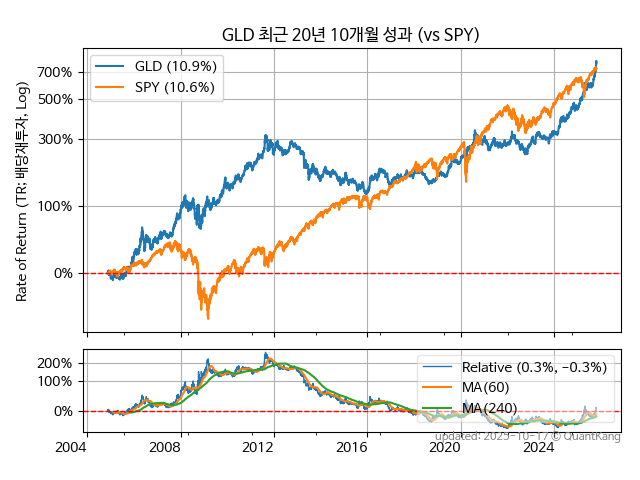 GLD 최근 20년 10개월 성과 (vs SPY)
Rate of Return (TR: 배당재투자, Log)
GLD (10.9%)
SPY (10.6%)
700%
500%
300%
100%
0%
Relative (0.3%, −0.3%)
MA(60)
MA(240)
200%
100%
0%
2004 2008 2012 2016 2020 2024
updated: 2025-10-17 © QuantKang